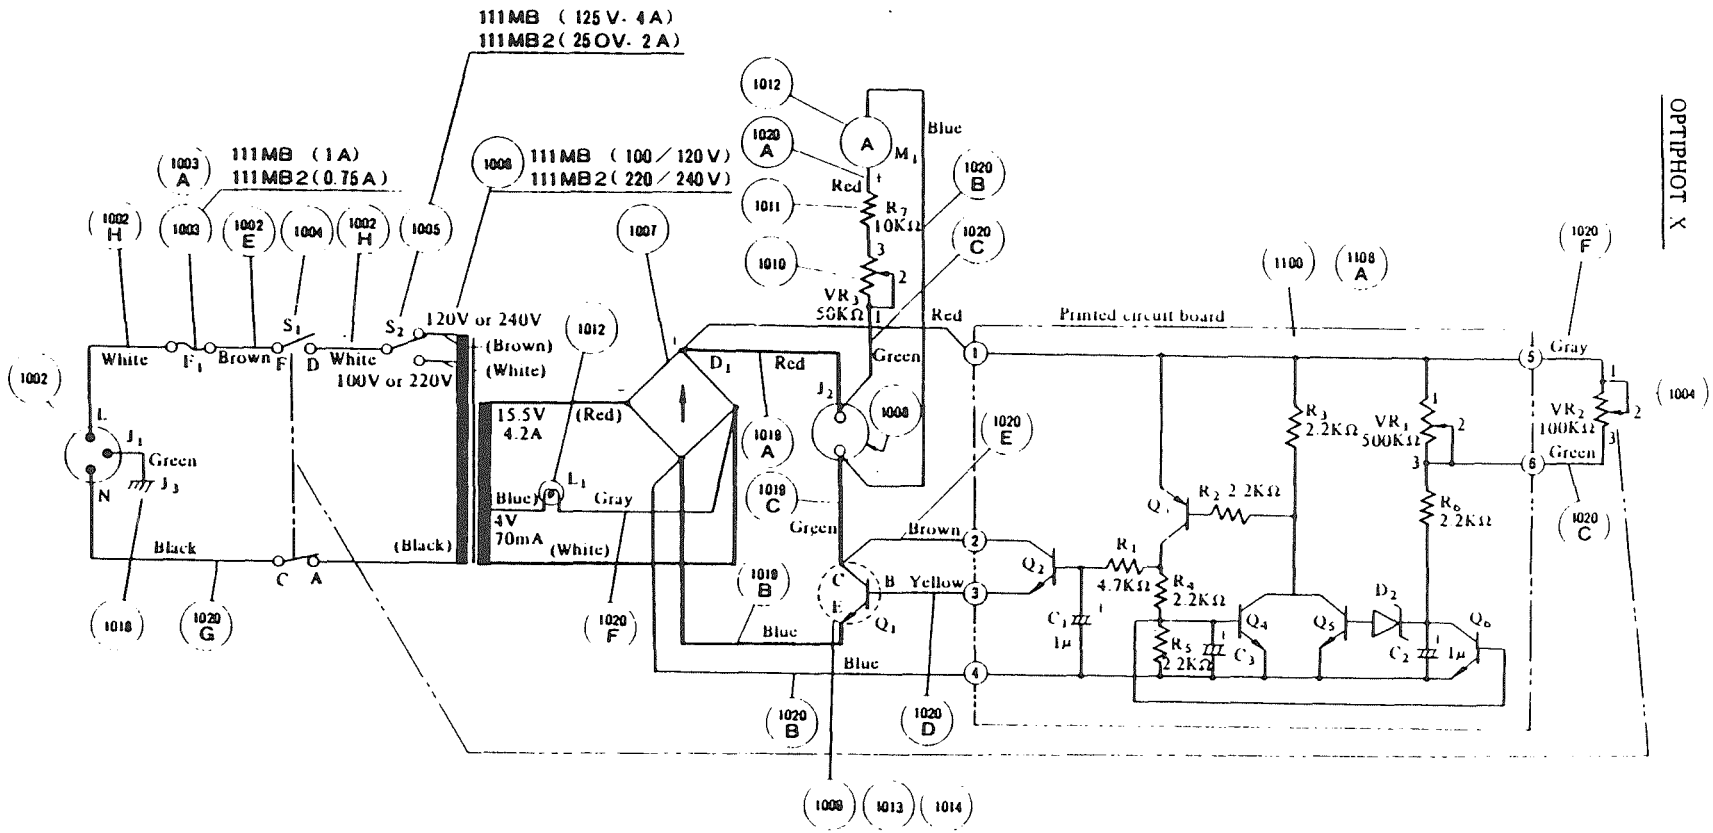 111MB ( 125V- 4A)
111MB2( 250V- 2A)
OPTIPHOT X
1003
A
111MB (1A)
111MB2(0.75A)
1006
111MB (100/120V)
111MB2(220/240V)
1012
1020
A
A
M1
+
Blue
1020
B
Red
1011
R7
10KΩ
1020
C
1002
H
1003
1002
E
1004
1002
H
1005
1007
1010
3
2
VR3
50KΩ
1
1100
1108
A
1020
F
White
F1
Brown
S1
F
D
White
S2
120V or 240V
(Brown)
(White)
100V or 220V
1012
D1
Red
Green
Red
1
Printed circuit board
5
Gray
1
2
VR2
100KΩ
3
Green
1004
1002
L
J1
Green
J3
N
15.5V
4.2A
(Red)
J2
1008
1019
A
1020
E
R3
2.2KΩ
VR1
500KΩ
2
3
6
1020
C
Blue)
L1
Gray
4V
70mA
(White)
(Black)
1019
C
Green
Brown
2
R2 2.2KΩ
Q
R6
2.2KΩ
Black
C
A
C
B
E
Q1
Yellow
3
Q2
R1
4.7KΩ
R4
2.2KΩ
R5
2.2KΩ
C1
1μ
C3
Q4
Q5
D2
C2
1μ
Q6
1018
1020
G
1020
F
1019
B
Blue
Blue
4
1020
B
1020
D
1009
1013
1014